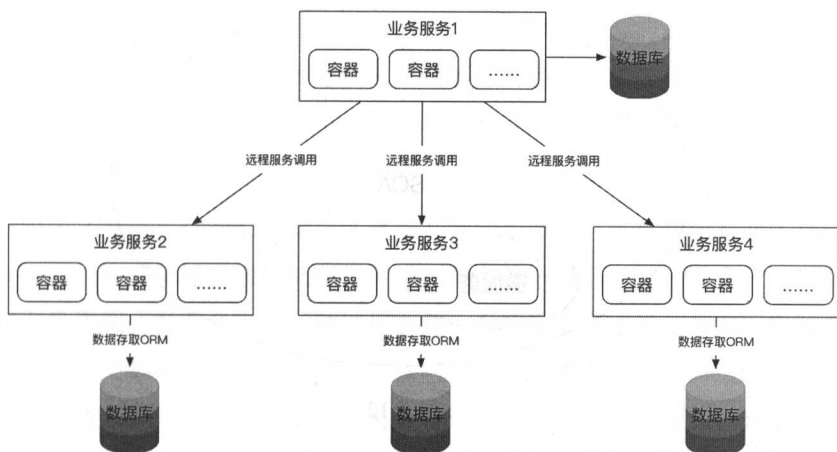 业务服务1
容器 容器 ……
数据库
远程服务调用 远程服务调用 远程服务调用
业务服务2 业务服务3 业务服务4
容器 容器 …… 容器 容器 …… 容器 容器 ……
数据存取ORM 数据存取ORM 数据存取ORM
数据库 数据库 数据库